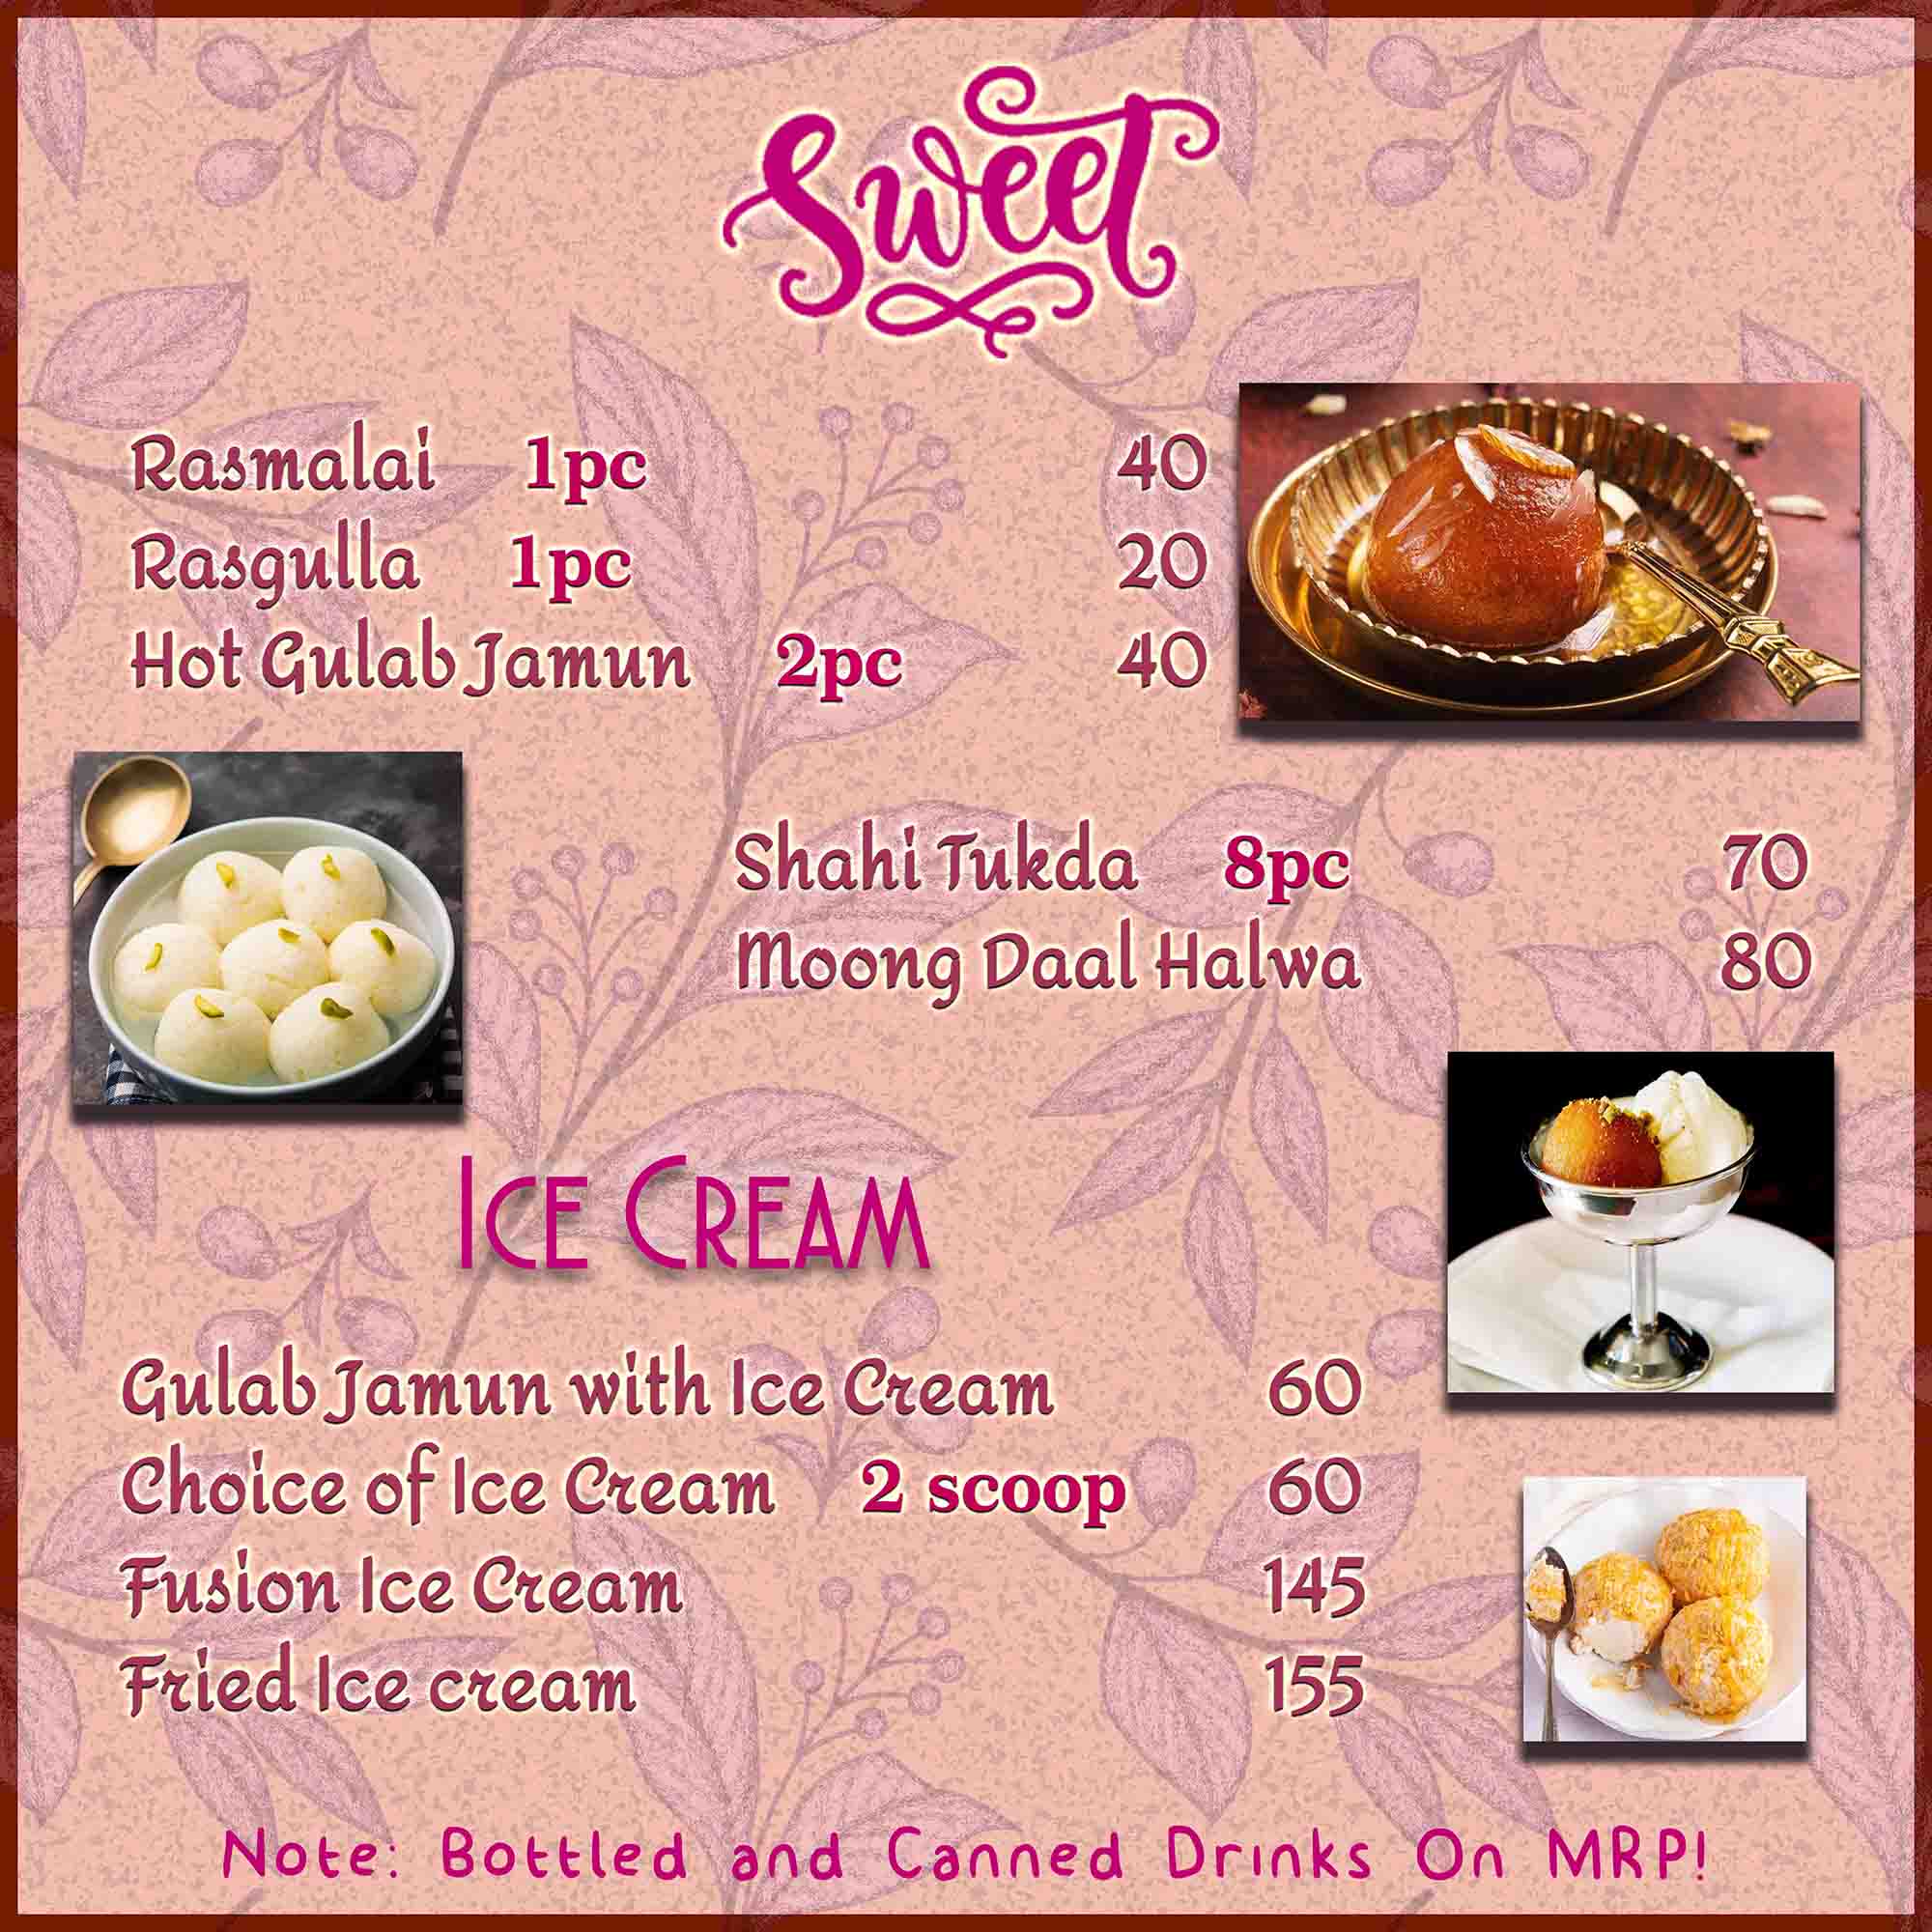 Sweet
Rasmalai 1pc 40
Rasgulla 1pc 20
Hot Gulab Jamun 2pc 40
Shahi Tukda 8pc 70
Moong Daal Halwa 80
Ice Cream
Gulab Jamun with Ice Cream 60
Choice of Ice Cream 2 scoop 60
Fusion Ice Cream 145
Fried Ice cream 155
Note: Bottled and Canned Drinks On MRP!